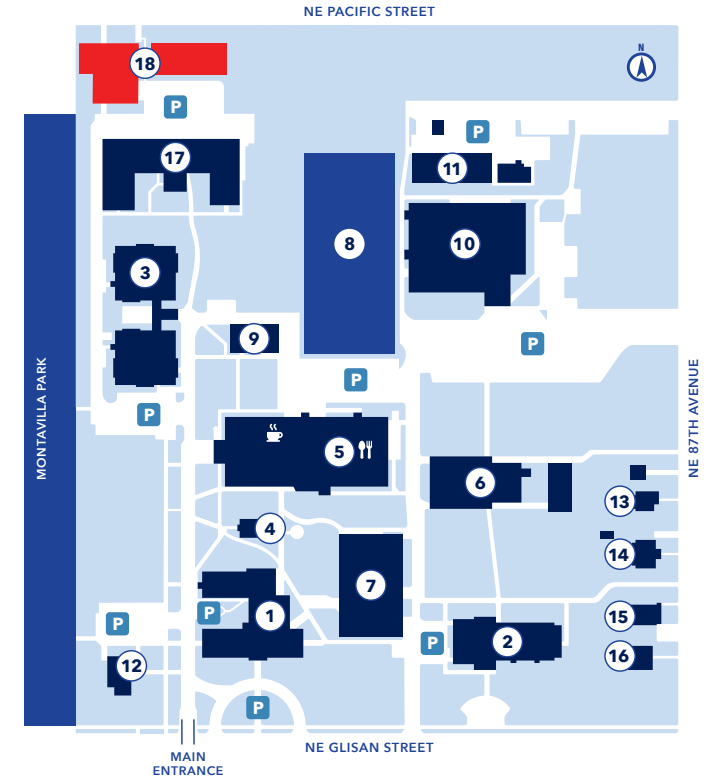 NE PACIFIC STREET
18
N
P
P
17
11
8
10
3
9
P
P
MONTAVILLA PARK
NE 87TH AVENUE
P
5
6
13
4
14
7
P
1
15
P
2
P
16
12
P
NE GLISAN STREET
MAIN
ENTRANCE